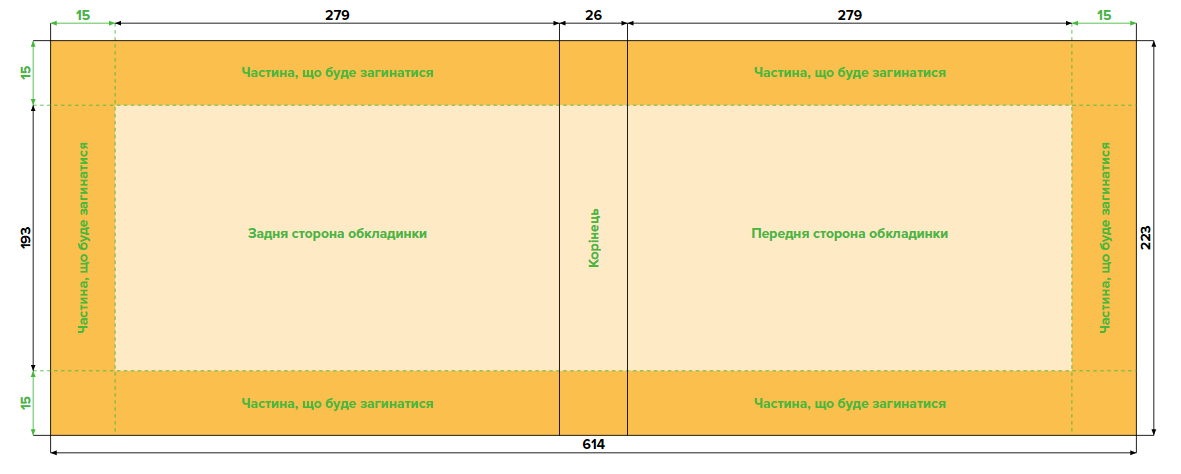 15 279 26 279 15
15
Частина, що буде загинатися Частина, що буде загинатися
193
Частина, що буде загинатися
Задня сторона обкладинки
Корінець
Передня сторона обкладинки
Частина, що буде загинатися
223
15
Частина, що буде загинатися Частина, що буде загинатися
614